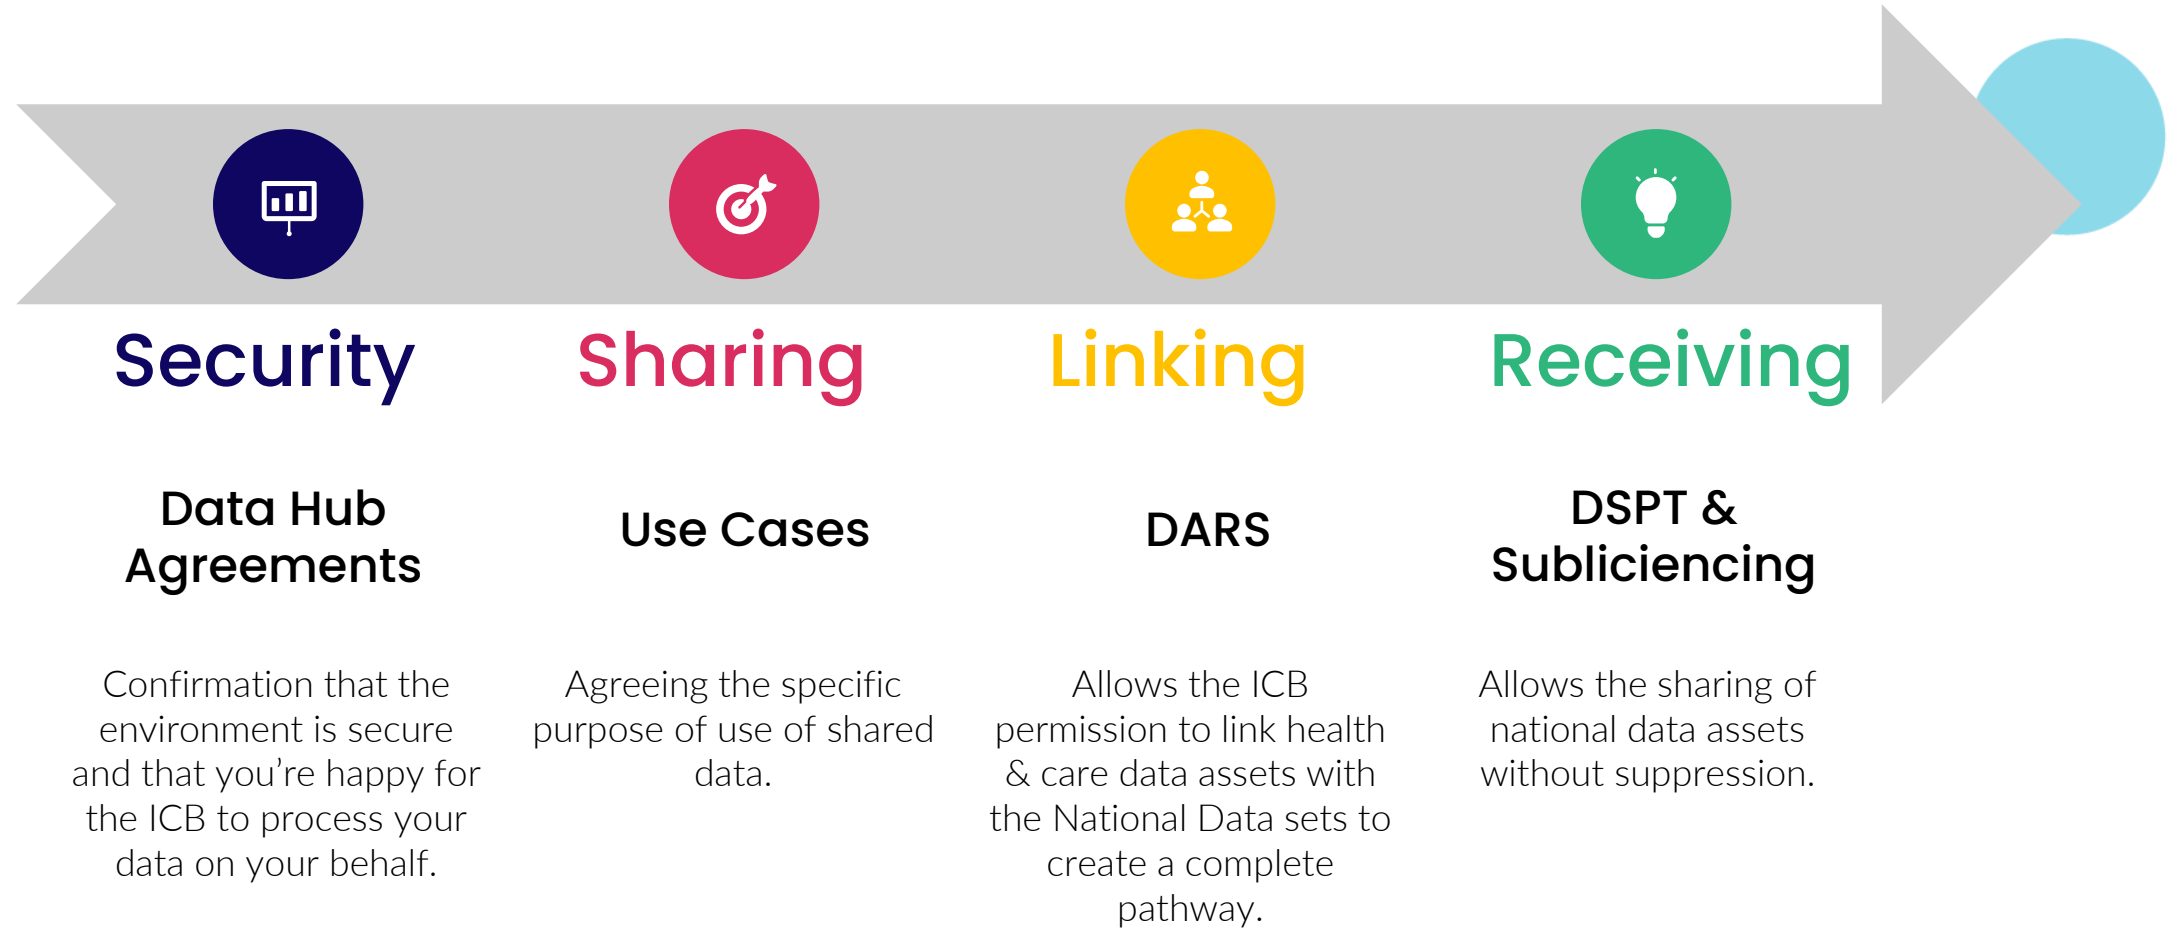 Security
Sharing
Linking
Receiving
Data Hub
Agreements
Use Cases
DARS
DSPT &
Subliciencing
Confirmation that the
environment is secure
and that you’re happy for
the ICB to process your
data on your behalf.
Agreeing the specific
purpose of use of shared
data.
Allows the ICB
permission to link health
& care data assets with
the National Data sets to
create a complete
pathway.
Allows the sharing of
national data assets
without suppression.